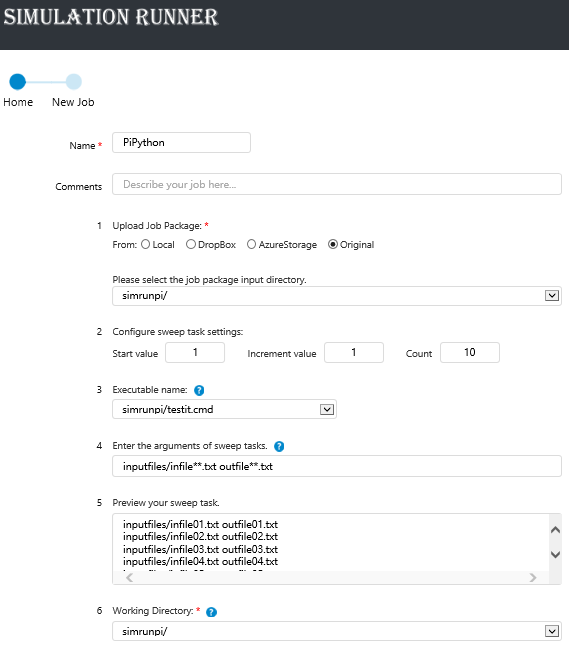 SIMULATION RUNNER
Home New Job
Name * PiPython
Comments Describe your job here...
1 Upload Job Package: *
From: Local DropBox AzureStorage Original
Please select the job package input directory.
simrunpi/
2 Configure sweep task settings:
Start value 1 Increment value 1 Count 10
3 Executable name: ?
simrunpi/testit.cmd
4 Enter the arguments of sweep tasks. ?
inputfiles/infile**.txt outfile**.txt
5 Preview your sweep task.
inputfiles/infile01.txt outfile01.txt
inputfiles/infile02.txt outfile02.txt
inputfiles/infile03.txt outfile03.txt
inputfiles/infile04.txt outfile04.txt
6 Working Directory: * ?
simrunpi/